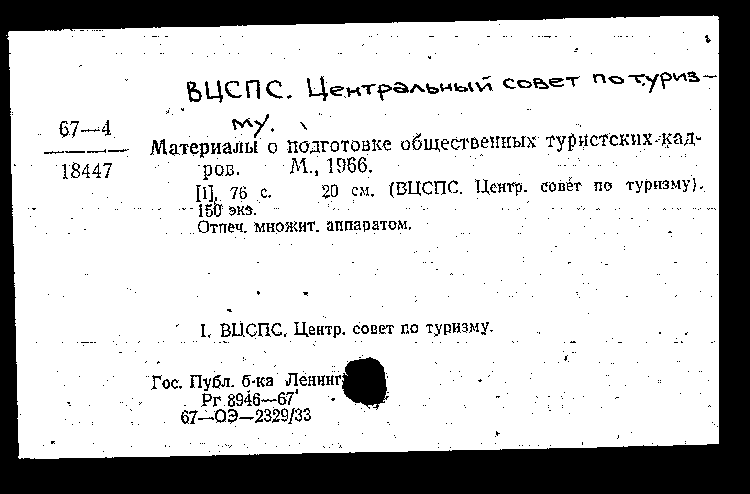 ВЦСПС. Центральный совет по туриз-
му.
67—4
18447
Материалы о подготовке общественных туристских кад-
ров. М., 1966.
[1], 76 с. 20 см. (ВЦСПС. Центр. совет по туризму).
150 экз.
Отпеч. множит. аппаратом.
I. ВЦСПС. Центр. совет по туризму.
Гос. Публ. б-ка
Рг 8946—67
67—ОЭ—2329/33